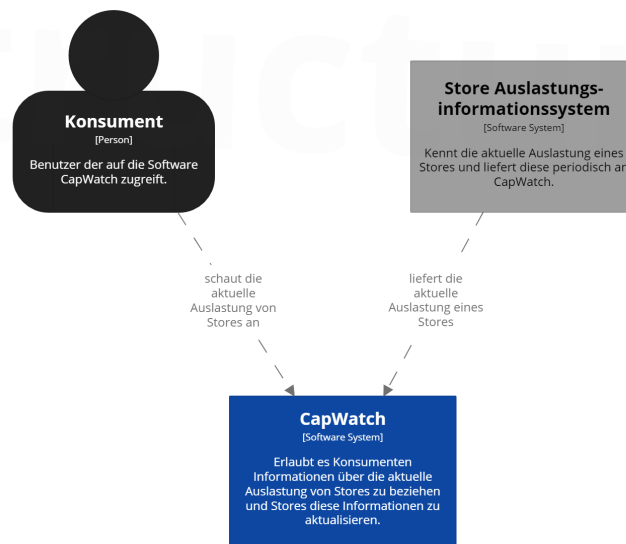 Konsument
[Person]
Benutzer der auf die Software
CapWatch zugreift.
Store Auslastungs-
informationssystem
[Software System]
Kennt die aktuelle Auslastung eines
Stores und liefert diese periodisch an
CapWatch.
schaut die
aktuelle
Auslastung von
Stores an
liefert die
aktuelle
Auslastung eines
Stores
CapWatch
[Software System]
Erlaubt es Konsumenten
Informationen über die aktuelle
Auslastung von Stores zu beziehen
und Stores diese Informationen zu
aktualisieren.